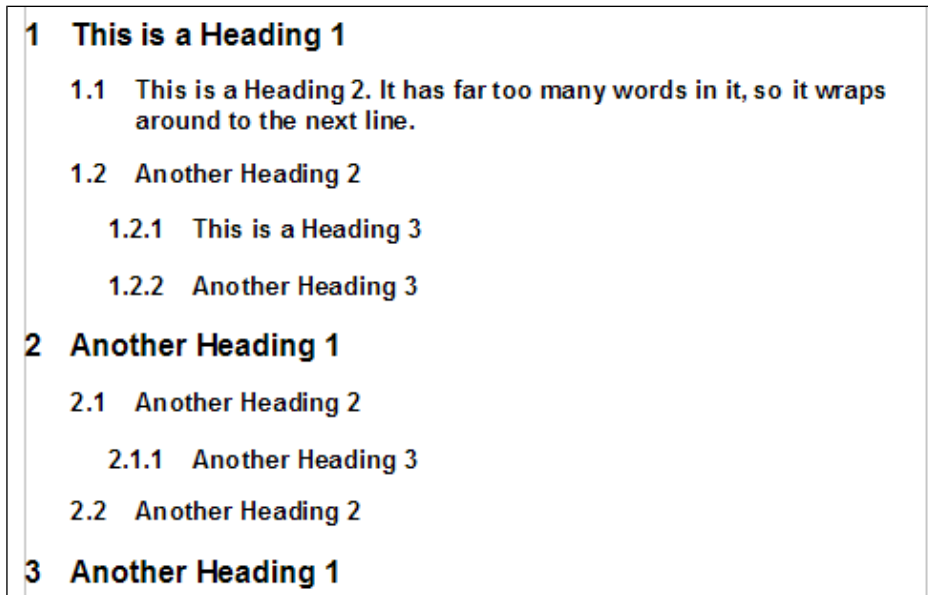 1 This is a Heading 1
1.1 This is a Heading 2. It has far too many words in it, so it wraps
around to the next line.
1.2 Another Heading 2
1.2.1 This is a Heading 3
1.2.2 Another Heading 3
2 Another Heading 1
2.1 Another Heading 2
2.1.1 Another Heading 3
2.2 Another Heading 2
3 Another Heading 1